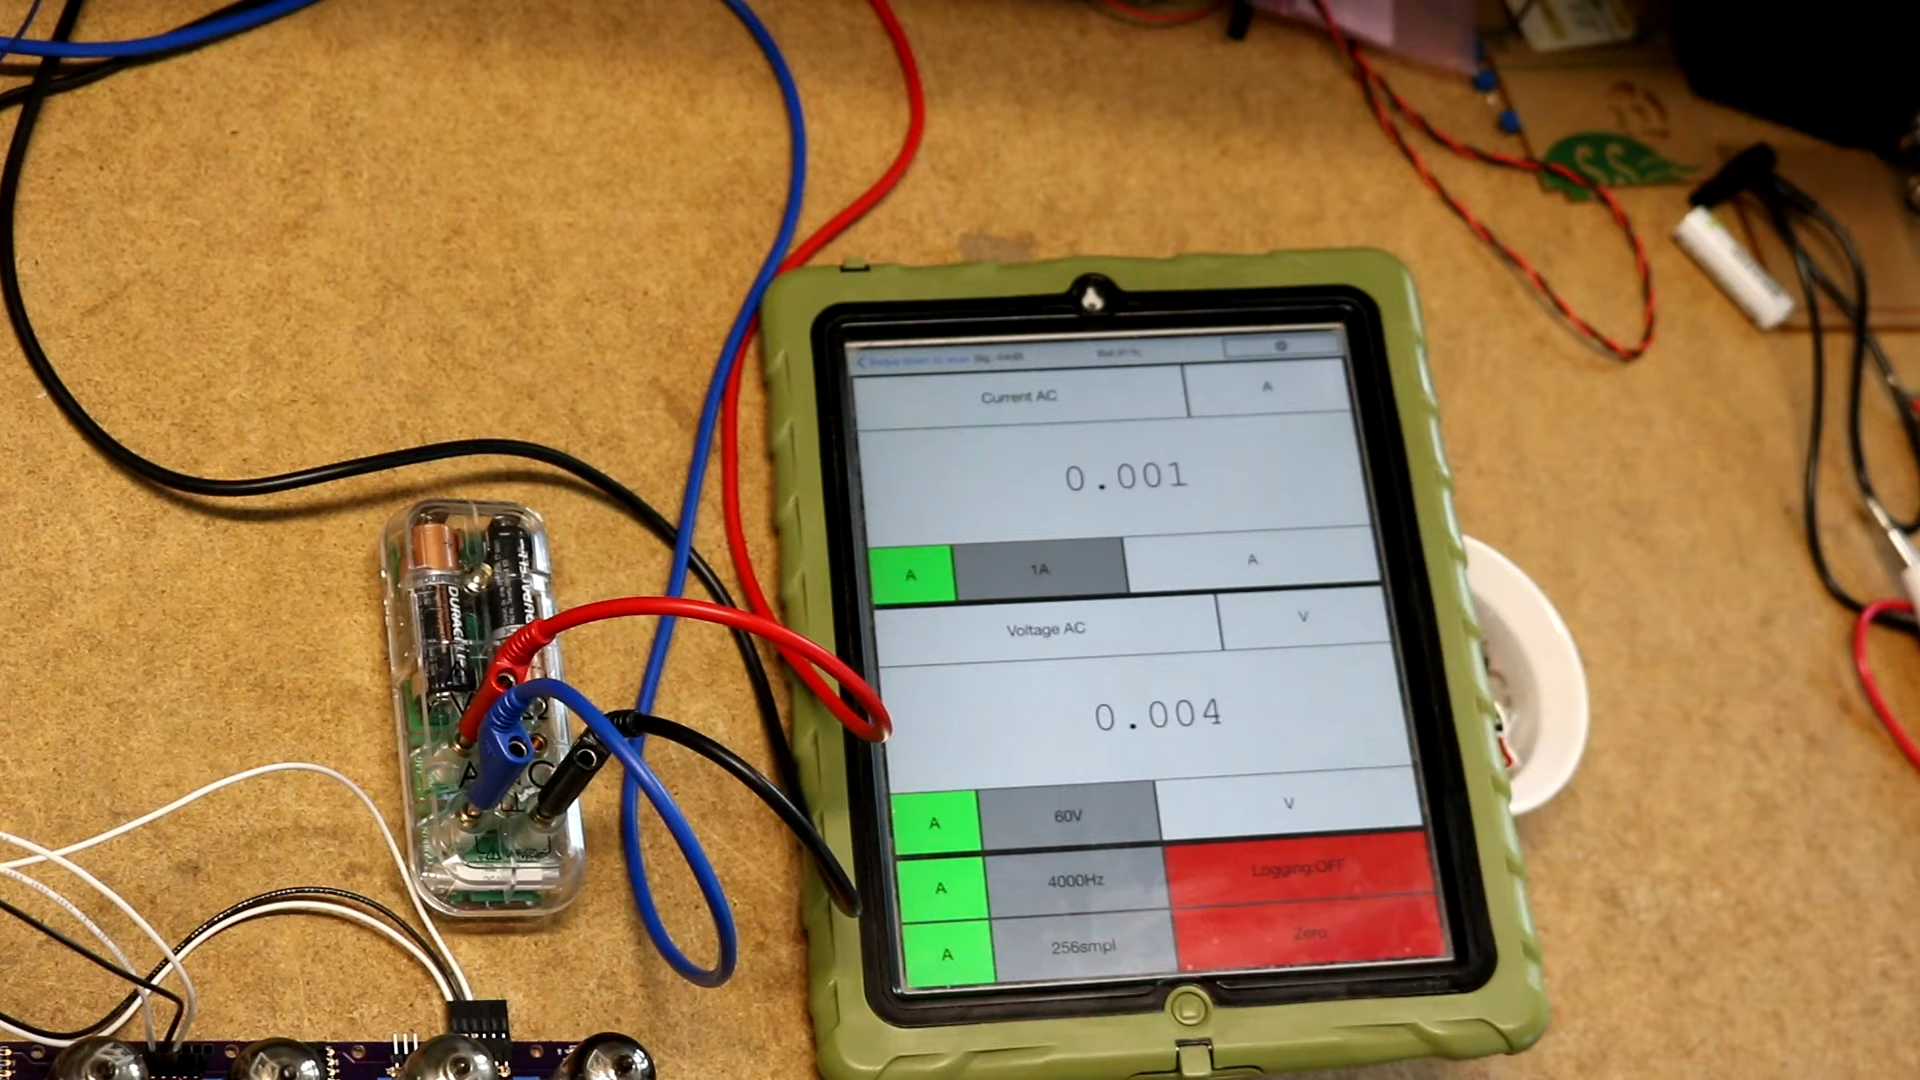 Current AC
A
0.001
A
1A
A
Voltage AC
V
0.004
A
60V
V
A
4000Hz
Logging:OFF
A
256smpl
Zero
DURACELL
V
Ω
A
C